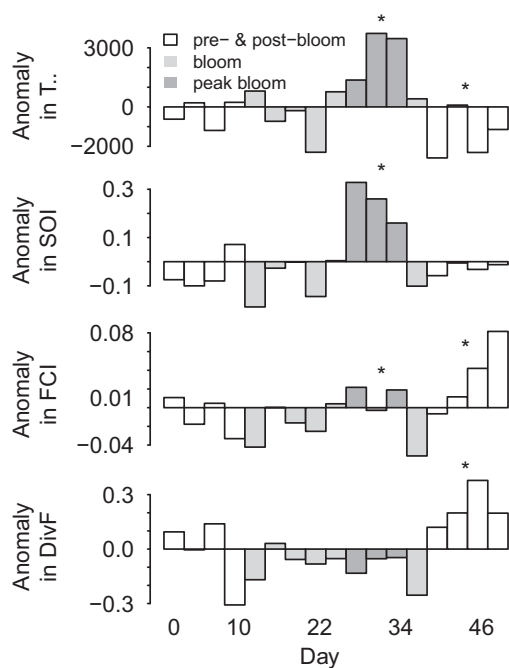 pre- & post-bloom
bloom
peak bloom
Anomaly
in T..
3000
0
−2000
*
*
Anomaly
in SOI
0.3
0.1
−0.1
*
Anomaly
in FCI
0.08
0.01
−0.04
*
*
Anomaly
in DivF
0.3
0.0
−0.3
*
0 10 22 34 46
Day